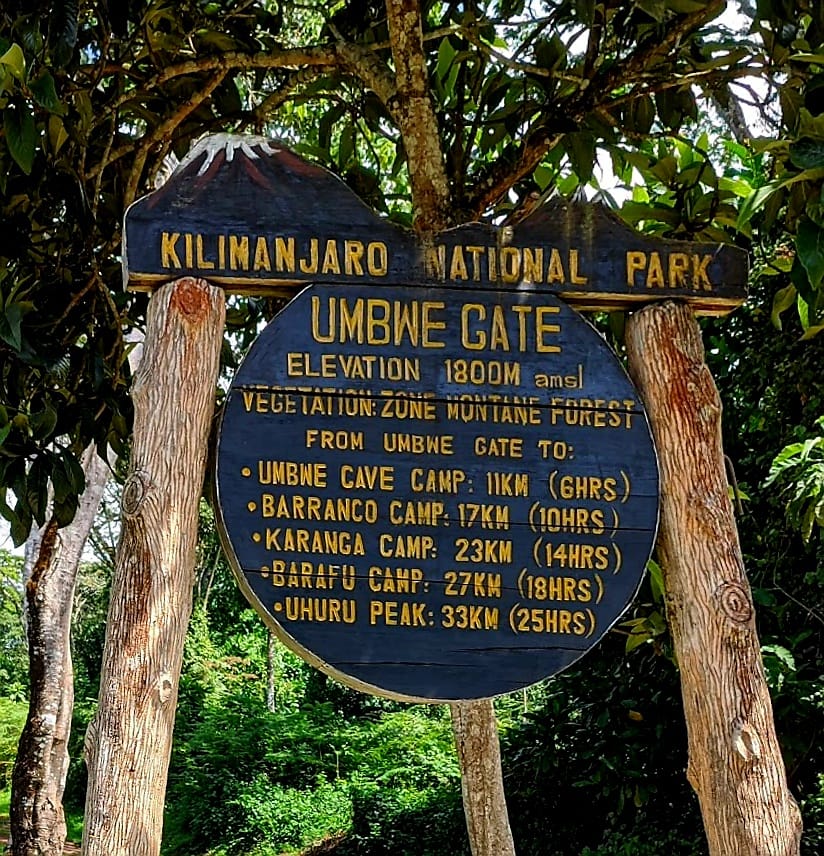 KILIMANJARO NATIONAL PARK
UMBWE GATE
ELEVATION 1800M amsl
VEGETATION: ZONE MONTANE FOREST
FROM UMBWE GATE TO:
• UMBWE CAVE CAMP: 11KM (6HRS)
• BARRANCO CAMP: 17KM (10HRS)
• KARANGA CAMP: 23KM (14HRS)
• BARAFU CAMP: 27KM (18HRS)
• UHURU PEAK: 33KM (25HRS)